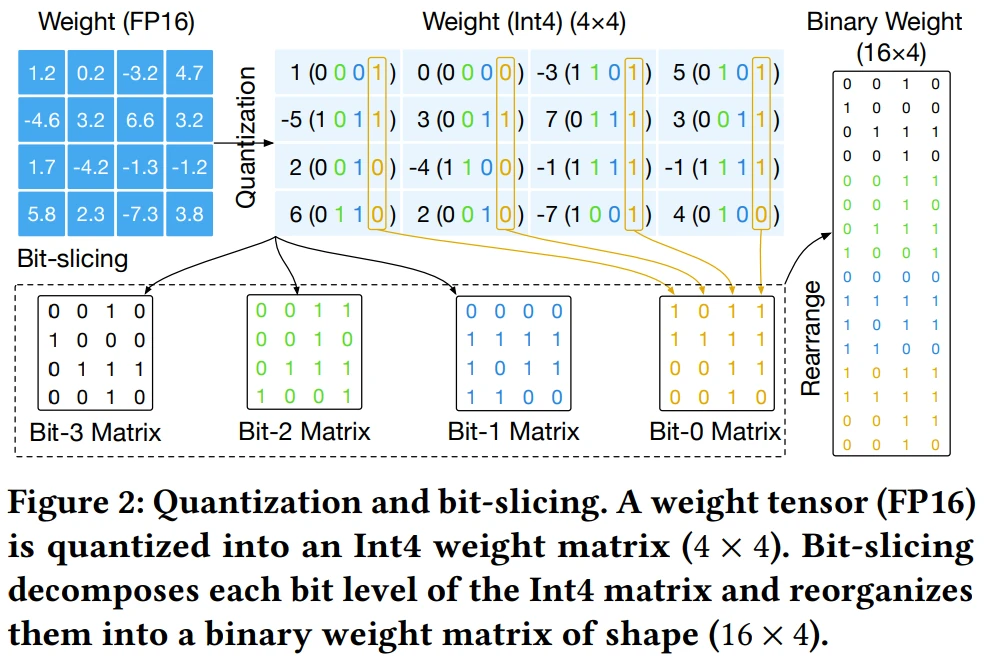 Weight (FP16)
Weight (Int4) (4×4)
Binary Weight
(16×4)
1.2 0.2 -3.2 4.7
-4.6 3.2 6.6 3.2
1.7 -4.2 -1.3 -1.2
5.8 2.3 -7.3 3.8
Quantization
1 (0 0 0 1) 0 (0 0 0 0) -3 (1 1 0 1) 5 (0 1 0 1)
-5 (1 0 1 1) 3 (0 0 1 1) 7 (0 1 1 1) 3 (0 0 1 1)
2 (0 0 1 0) -4 (1 1 0 0) -1 (1 1 1 1) -1 (1 1 1 1)
6 (0 1 1 0) 2 (0 0 1 0) -7 (1 0 0 1) 4 (0 1 0 0)
Bit-slicing
0 0 1 0
1 0 0 0
0 1 1 1
0 0 1 0
Bit-3 Matrix
0 0 1 1
0 0 1 0
0 1 1 1
1 0 0 1
Bit-2 Matrix
0 0 0 0
1 1 1 1
1 0 1 1
1 1 0 0
Bit-1 Matrix
1 0 1 1
1 1 1 1
0 0 1 1
0 0 1 0
Bit-0 Matrix
Rearrange
0 0 1 0
1 0 0 0
0 1 1 1
0 0 1 0
0 0 1 1
0 0 1 0
0 1 1 1
1 0 0 1
0 0 0 0
1 1 1 1
1 0 1 1
1 1 0 0
1 0 1 1
1 1 1 1
0 0 1 1
0 0 1 0
Figure 2: Quantization and bit-slicing. A weight tensor (FP16)
is quantized into an Int4 weight matrix (4 × 4). Bit-slicing
decomposes each bit level of the Int4 matrix and reorganizes
them into a binary weight matrix of shape (16 × 4).